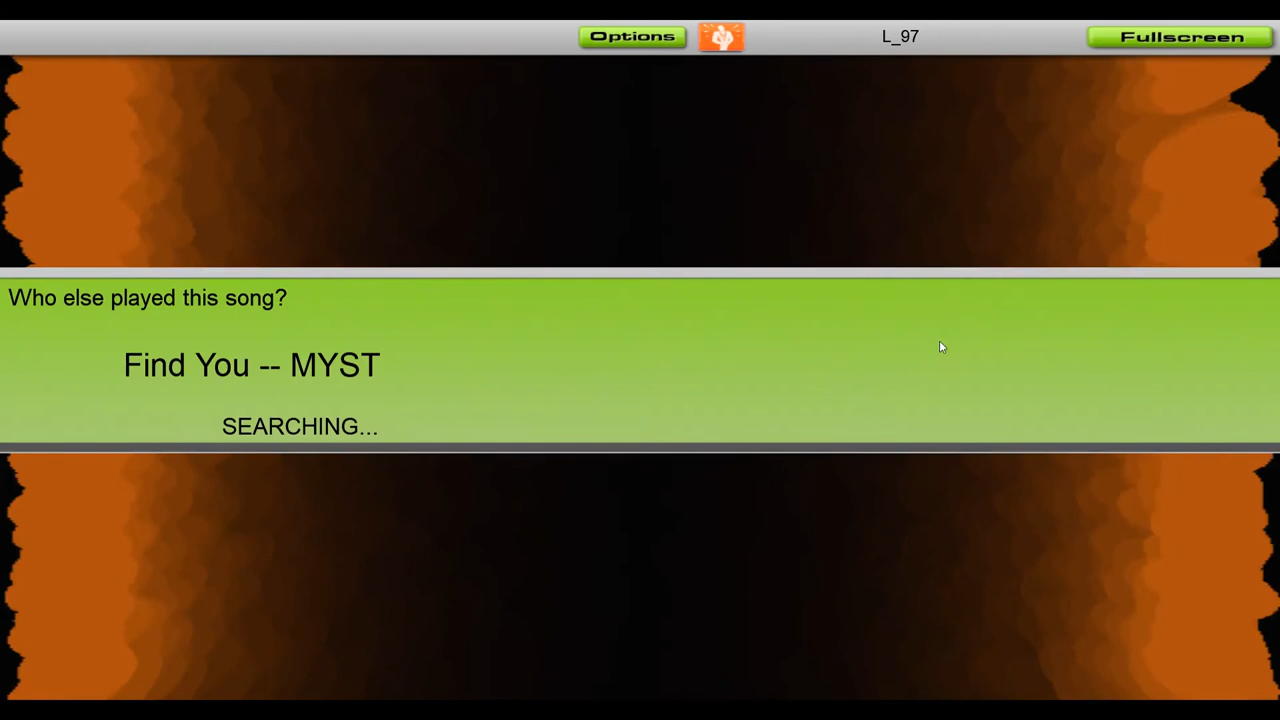 Options
L_97
Fullscreen
Who else played this song?
Find You -- MYST
SEARCHING...